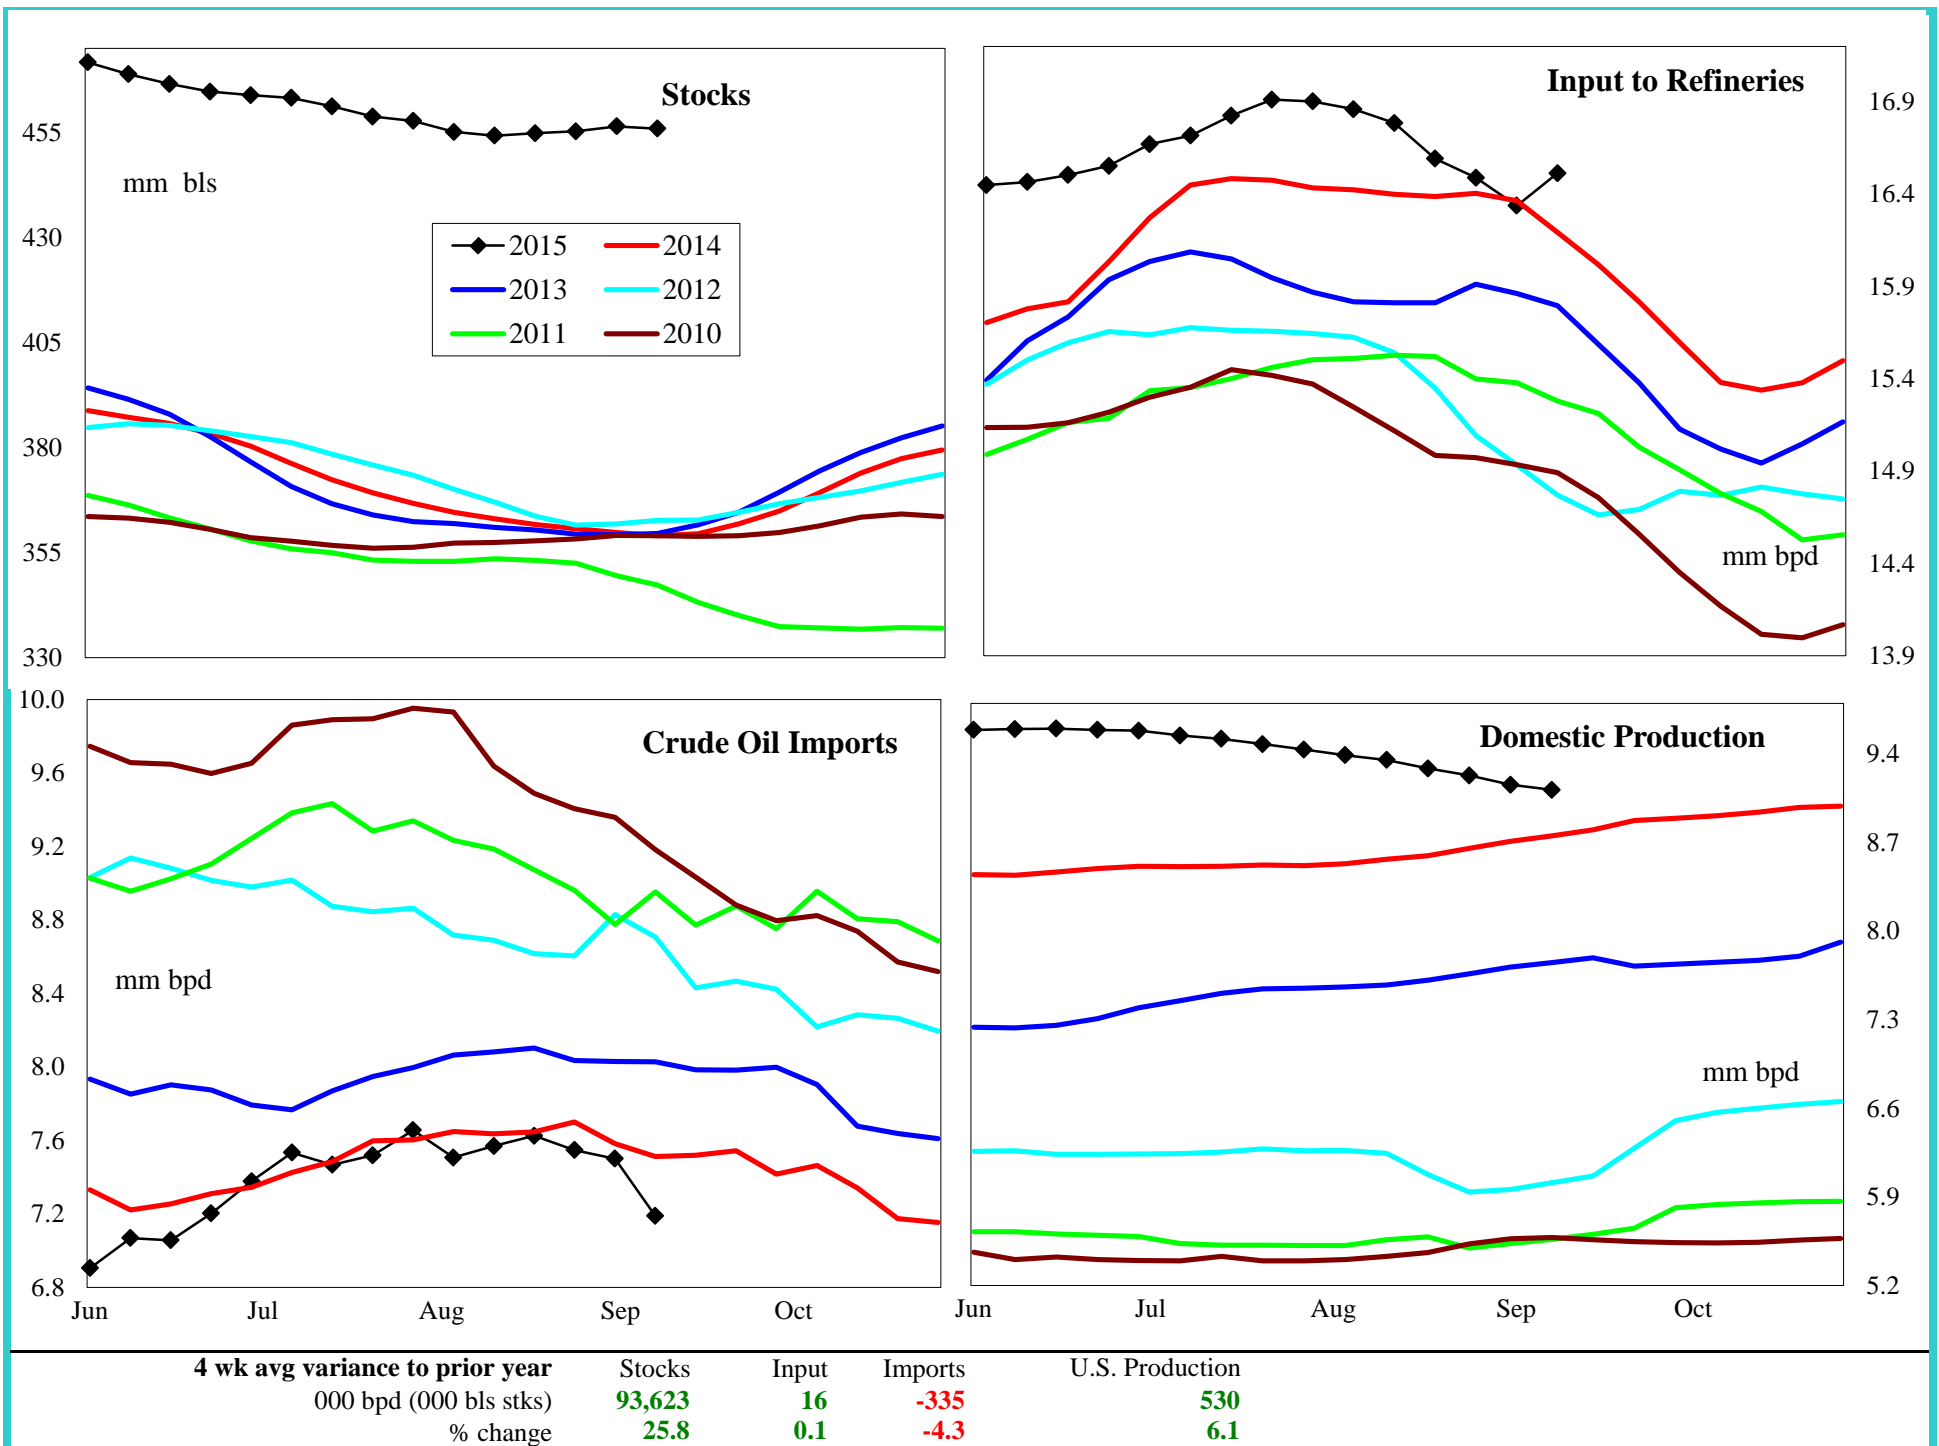 Stocks
455
mm bls
430
405
380
355
330
2015
2014
2013
2012
2011
2010
Input to Refineries
16.9
16.4
15.9
15.4
14.9
14.4
13.9
mm bpd
Crude Oil Imports
10.0
9.6
9.2
8.8
8.4
8.0
7.6
7.2
6.8
mm bpd
Jun Jul Aug Sep Oct
Domestic Production
9.4
8.7
8.0
7.3
6.6
5.9
5.2
mm bpd
Jun Jul Aug Sep Oct
4 wk avg variance to prior year Stocks Input Imports U.S. Production
000 bpd (000 bls stks) 93,623 16 -335 530
% change 25.8 0.1 -4.3 6.1